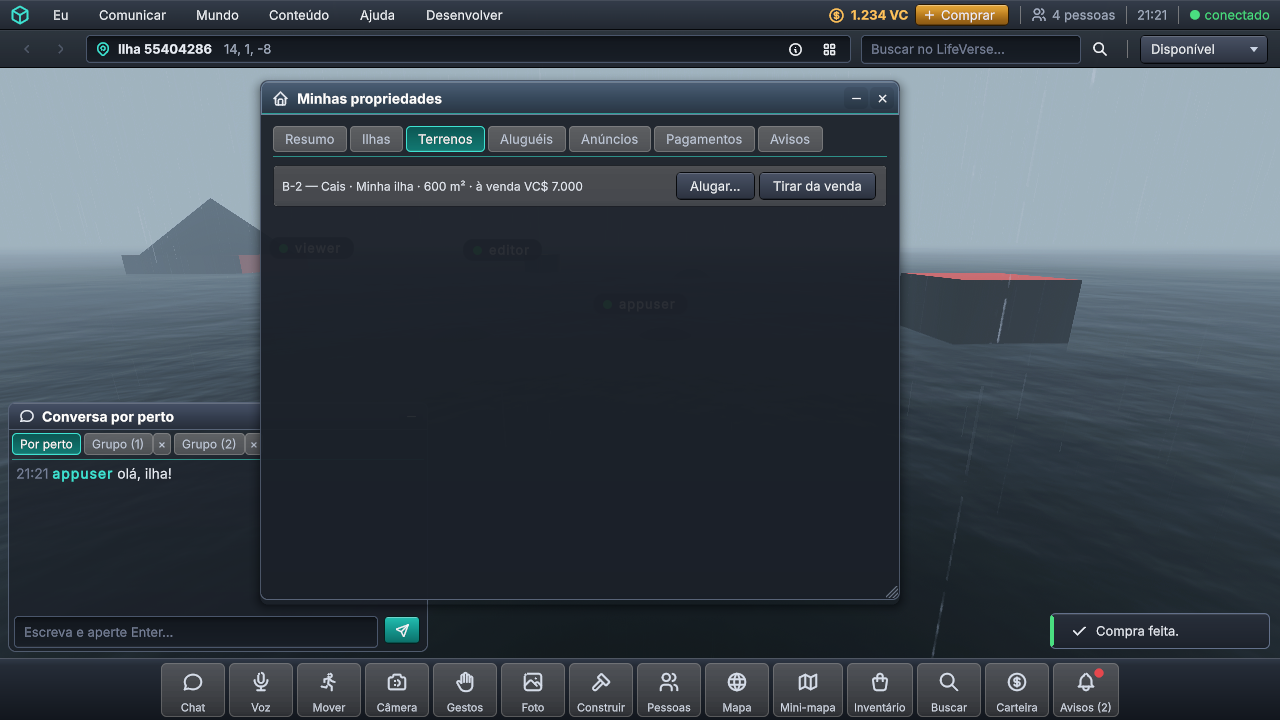 Eu Comunicar Mundo Conteúdo Ajuda Desenvolver 1.234 VC + Comprar 4 pessoas 21:21 conectado
Ilha 55404286 14, 1, -8 Buscar no LifeVerse... Disponível
Minhas propriedades
Resumo Ilhas Terrenos Aluguéis Anúncios Pagamentos Avisos
B-2 — Cais · Minha ilha · 600 m² · à venda VC$ 7.000 Alugar... Tirar da venda
viewer editor
appuser
Conversa por perto
Por perto Grupo (1) × Grupo (2) ×
21:21 appuser olá, ilha!
Escreva e aperte Enter...
Compra feita.
Chat Voz Mover Câmera Gestos Foto Construir Pessoas Mapa Mini-mapa Inventário Buscar Carteira Avisos (2)